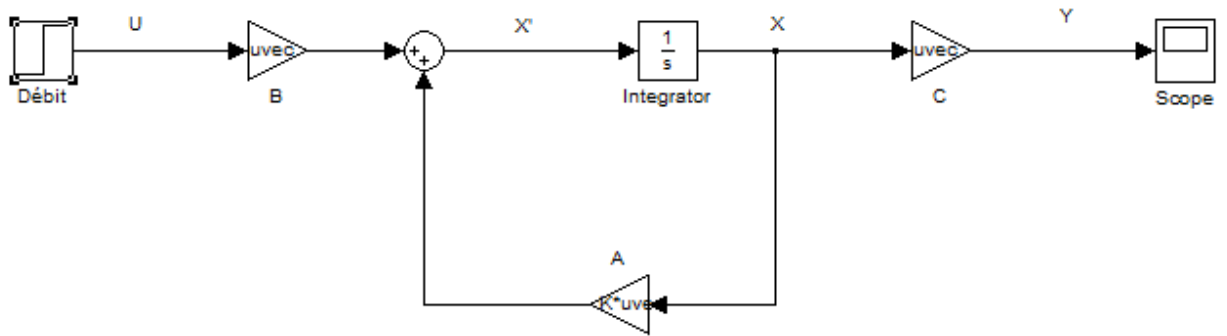 U
X'
X
Y
uvec
+
+
1
s
uvec
Débit
B
Integrator
C
Scope
A
K*uve